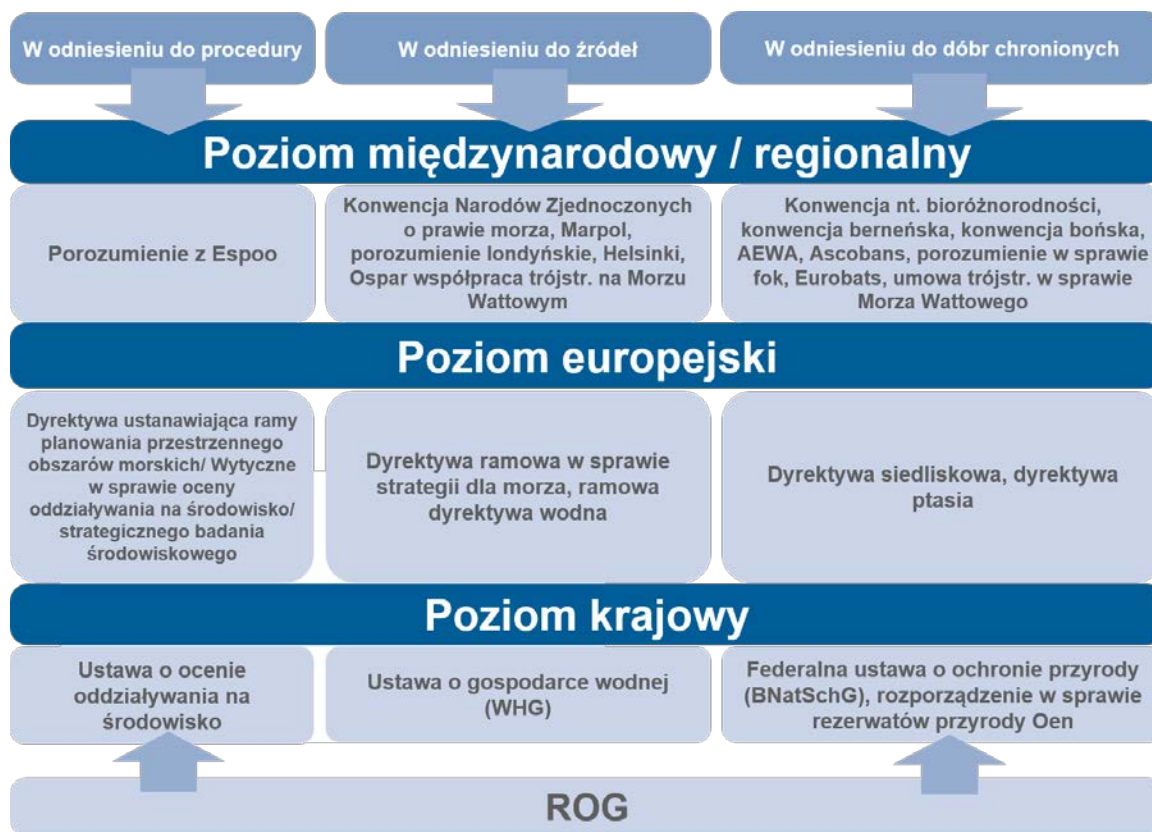 W odniesieniu do procedury
W odniesieniu do źródeł
W odniesieniu do dóbr chronionych
Poziom międzynarodowy / regionalny
Porozumienie z Espoo
Konwencja Narodów Zjednoczonych
o prawie morza, Marpol,
porozumienie londyńskie, Helsinki,
Ospar współpraca trójstr. na Morzu
Wattowym
Konwencja nt. bioróżnorodności,
konwencja berneńska, konwencja bońska,
AEWA, Ascobans, porozumienie w sprawie
fok, Eurobats, umowa trójstr. w sprawie
Morza Wattowego
Poziom europejski
Dyrektywa ustanawiająca ramy
planowania przestrzennego
obszarów morskich/ Wytyczne
w sprawie oceny
oddziaływania na środowisko/
strategicznego badania
środowiskowego
Dyrektywa ramowa w sprawie
strategii dla morza, ramowa
dyrektywa wodna
Dyrektywa siedliskowa, dyrektywa
ptasia
Poziom krajowy
Ustawa o ocenie
oddziaływania na
środowisko
Ustawa o gospodarce wodnej
(WHG)
Federalna ustawa o ochronie przyrody
(BNatSchG), rozporządzenie w sprawie
rezerwatów przyrody Oen
ROG